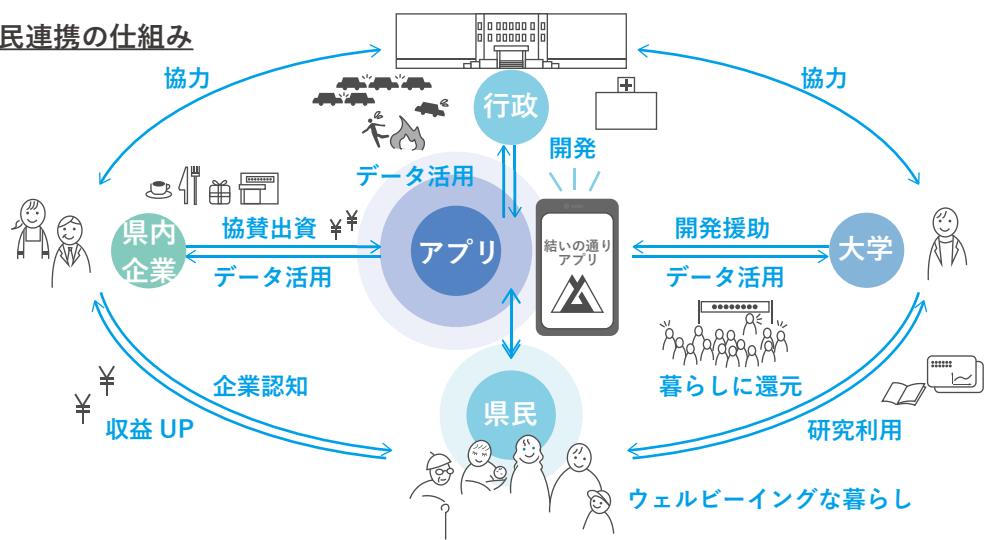 民連携の仕組み
協力
協力
行政
開発
データ活用
県内
企業
協賛出資
¥¥
データ活用
アプリ
結いの通り
アプリ
開発援助
データ活用
大学
¥
¥
企業認知
収益 UP
県民
暮らしに還元
研究利用
ウェルビーイングな暮らし